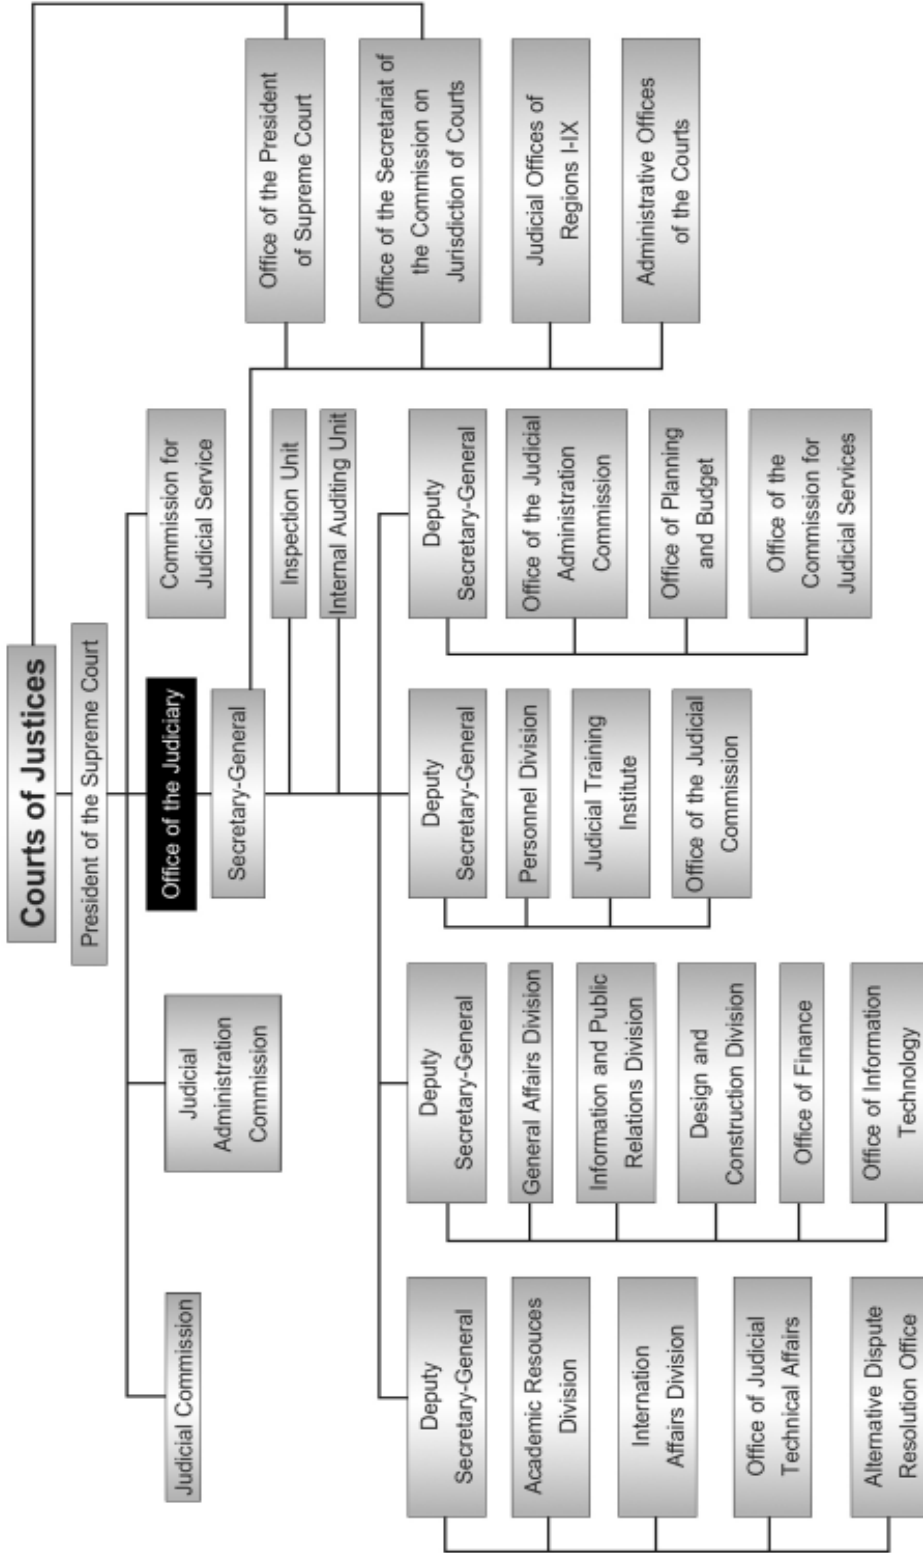 Courts of Justices
President of the Supreme Court
Judicial Commission
Judicial
Administration
Commission
Office of the Judiciary
Commission for
Judicial Service
Secretary-General
Inspection Unit
Internal Auditing Unit
Office of the President
of Supreme Court
Office of the Secretariat of
the Commission on
Jurisdiction of Courts
Judicial Offices of
Regions I-IX
Administrative Offices
of the Courts
Deputy
Secretary-General
Academic Resouces
Division
Internation
Affairs Division
Office of Judicial
Technical Affairs
Alternative Dispute
Resolution Office
Deputy
Secretary-General
General Affairs Division
Information and Public
Relations Division
Design and
Construction Division
Office of Finance
Office of Information
Technology
Deputy
Secretary-General
Personnel Division
Judicial Training
Institute
Office of the Judicial
Commission
Deputy
Secretary-General
Office of the Judicial
Administration
Commission
Office of Planning
and Budget
Office of the
Commission for
Judicial Services